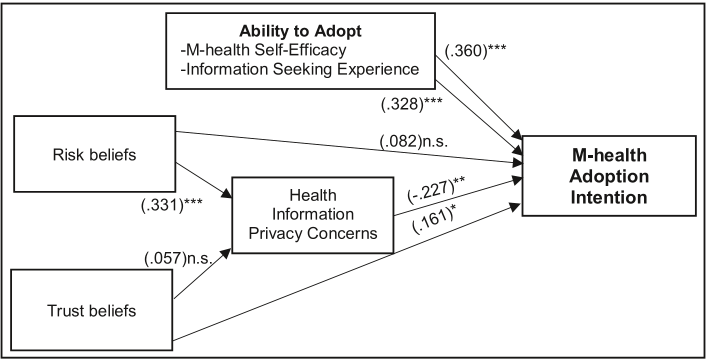 Ability to Adopt
-M-health Self-Efficacy
-Information Seeking Experience
(.360)***
(.328)***
Risk beliefs
(.082)n.s.
M-health
Adoption
Intention
(.331)***
Health
Information
Privacy Concerns
(-.227)**
(.161)*
(.057)n.s.
Trust beliefs